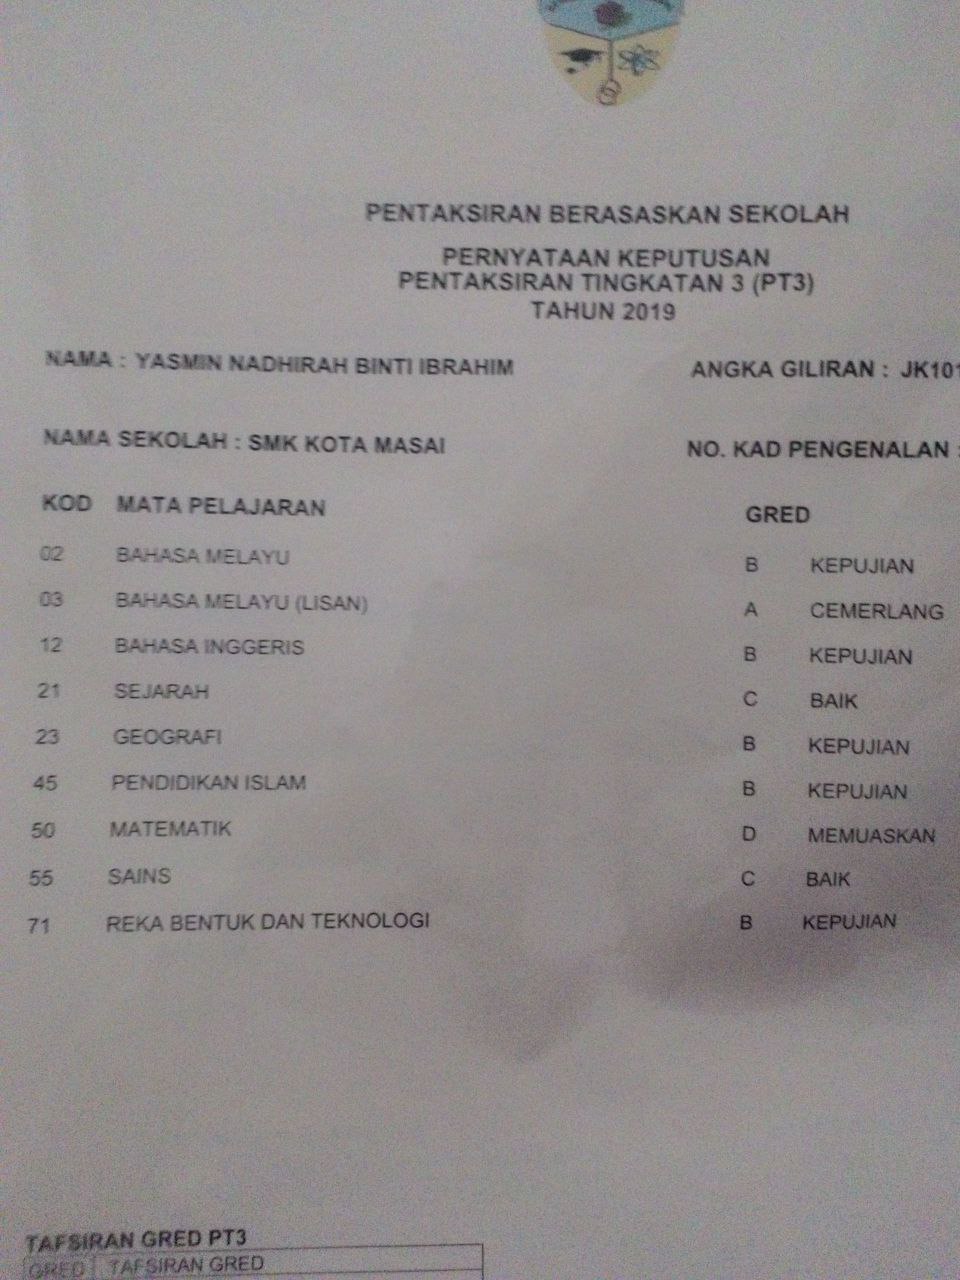 PENTAKSIRAN BERASASKAN SEKOLAH
PERNYATAAN KEPUTUSAN
PENTAKSIRAN TINGKATAN 3 (PT3)
TAHUN 2019
NAMA : YASMIN NADHIRAH BINTI IBRAHIM ANGKA GILIRAN : JK101
NAMA SEKOLAH : SMK KOTA MASAI NO. KAD PENGENALAN :
KOD MATA PELAJARAN GRED
02 BAHASA MELAYU B KEPUJIAN
03 BAHASA MELAYU (LISAN) A CEMERLANG
12 BAHASA INGGERIS B KEPUJIAN
21 SEJARAH C BAIK
23 GEOGRAFI B KEPUJIAN
45 PENDIDIKAN ISLAM B KEPUJIAN
50 MATEMATIK D MEMUASKAN
55 SAINS C BAIK
71 REKA BENTUK DAN TEKNOLOGI B KEPUJIAN
TAFSIRAN GRED PT3
GRED TAFSIRAN GRED